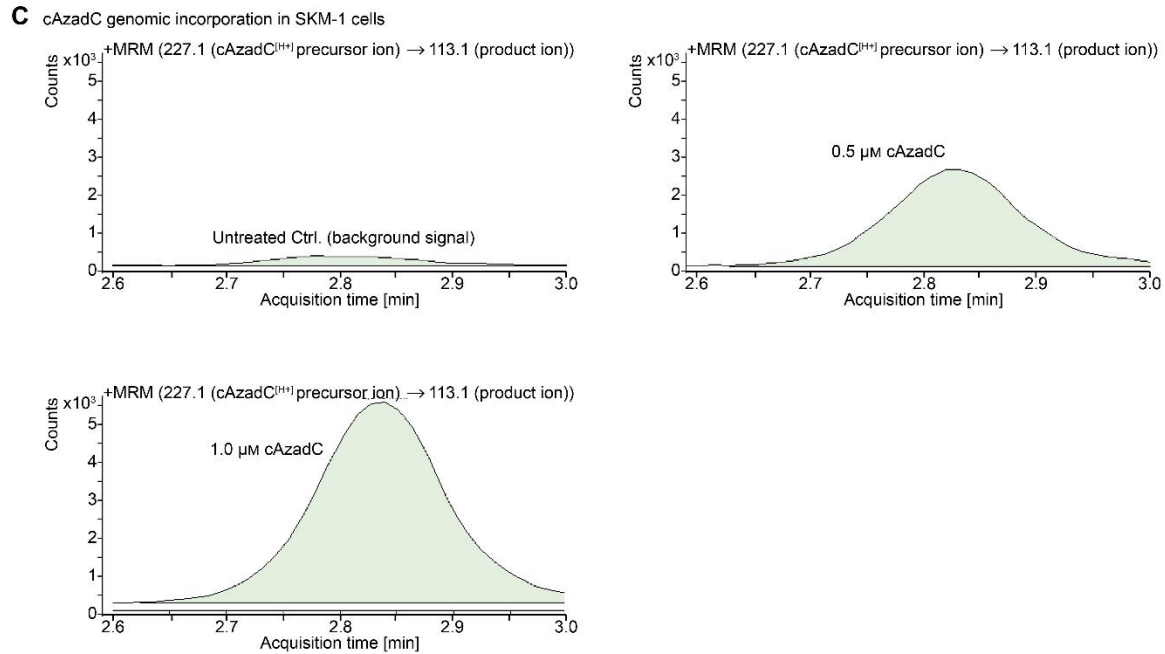 C cAzadC genomic incorporation in SKM-1 cells
+MRM (227.1 (cAzadC[H+] precursor ion) → 113.1 (product ion))
x10³
Counts
5
4
3
2
1
0
Untreated Ctrl. (background signal)
2.6 2.7 2.8 2.9 3.0
Acquisition time [min]
+MRM (227.1 (cAzadC[H+] precursor ion) → 113.1 (product ion))
x10³
Counts
5
4
3
2
1
0
0.5 µM cAzadC
2.6 2.7 2.8 2.9 3.0
Acquisition time [min]
+MRM (227.1 (cAzadC[H+] precursor ion) → 113.1 (product ion))
x10³
Counts
5
4
3
2
1
0
1.0 µM cAzadC
2.6 2.7 2.8 2.9 3.0
Acquisition time [min]